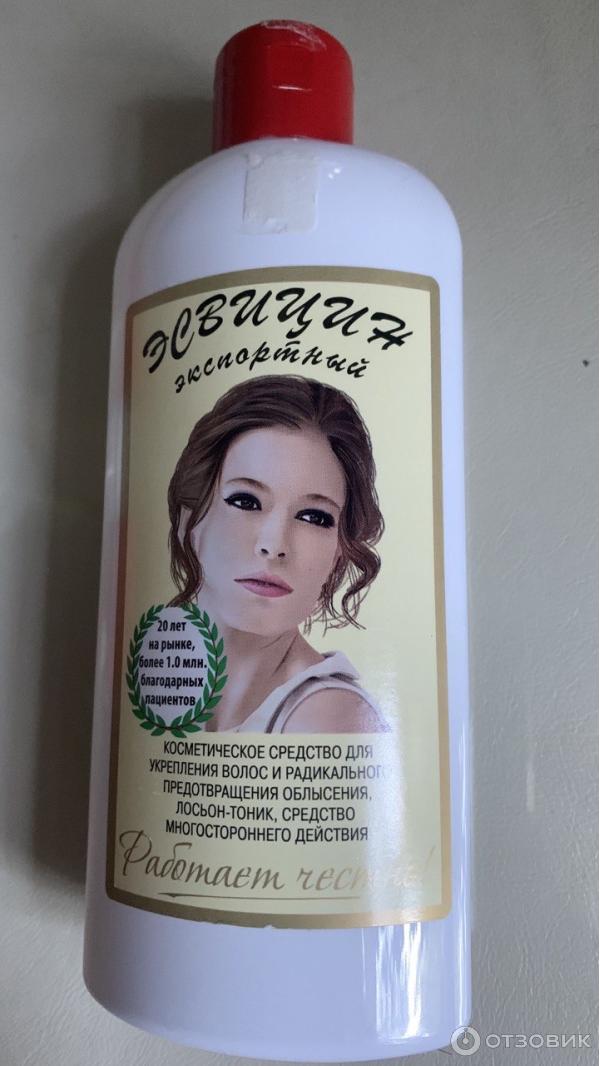 ЭСВИЦИН
экспортный
20 лет
на рынке,
более 1.0 млн.
благодарных
пациентов
КОСМЕТИЧЕСКОЕ СРЕДСТВО ДЛЯ
УКРЕПЛЕНИЯ ВОЛОС И РАДИКАЛЬНОГО
ПРЕДОТВРАЩЕНИЯ ОБЛЫСЕНИЯ,
ЛОСЬОН-ТОНИК, СРЕДСТВО
МНОГОСТОРОННЕГО ДЕЙСТВИЯ
Работает честно!
ОТЗОВИК